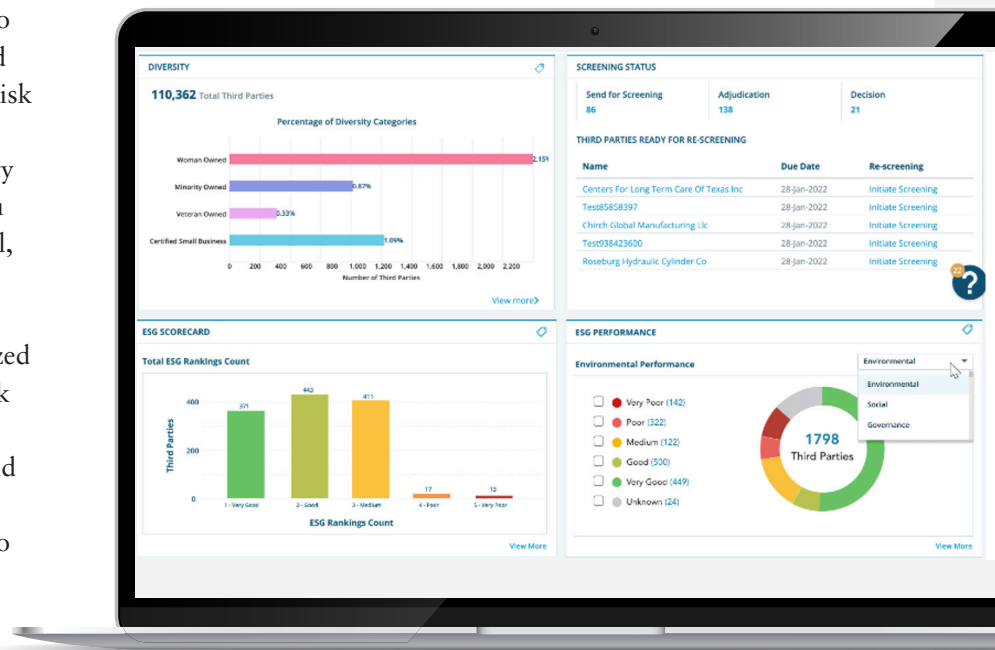 isk
DIVERSITY
110,362 Total Third Parties
Percentage of Diversity Categories
Woman Owned 2.15%
Minority Owned 0.87%
Veteran Owned 0.33%
Certified Small Business 1.09%
0 200 400 600 800 1,000 1,200 1,400 1,600 1,800 2,000 2,200
Number of Third Parties
View more
SCREENING STATUS
Send for Screening Adjudication Decision
86 138 21
THIRD PARTIES READY FOR RE-SCREENING
Name Due Date Re-screening
Centers For Long Term Care Of Texas Inc 28-Jan-2022 Initiate Screening
Test85858397 28-Jan-2022 Initiate Screening
Chirch Global Manufacturing Llc 28-Jan-2022 Initiate Screening
Test938423600 28-Jan-2022 Initiate Screening
Roseburg Hydraulic Cylinder Co 28-Jan-2022 Initiate Screening
22
?
ESG SCORECARD
Total ESG Rankings Count
Third Parties
400
200
0
371 443 411 17 13
1 - Very Good 2 - Good 3 - Medium 4 - Poor 5 - Very Poor
ESG Rankings Count
View More
ESG PERFORMANCE
Environmental Performance
Environmental
Environmental
Social
Governance
Very Poor (142)
Poor (322)
Medium (122)
Good (500)
Very Good (449)
Unknown (24)
1798
Third Parties
View More